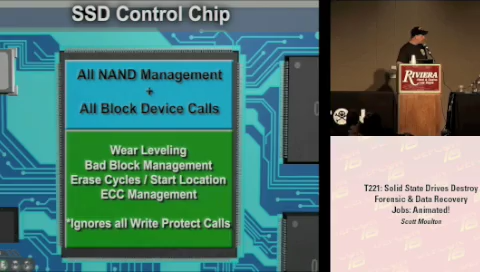 SSD Control Chip
All NAND Management
+
All Block Device Calls
Wear Leveling
Bad Block Management
Erase Cycles / Start Location
ECC Management
*Ignores all Write Protect Calls
RIVIERA
T221: Solid State Drives Destroy
Forensic & Data Recovery
Jobs: Animated!
Scott Moulton